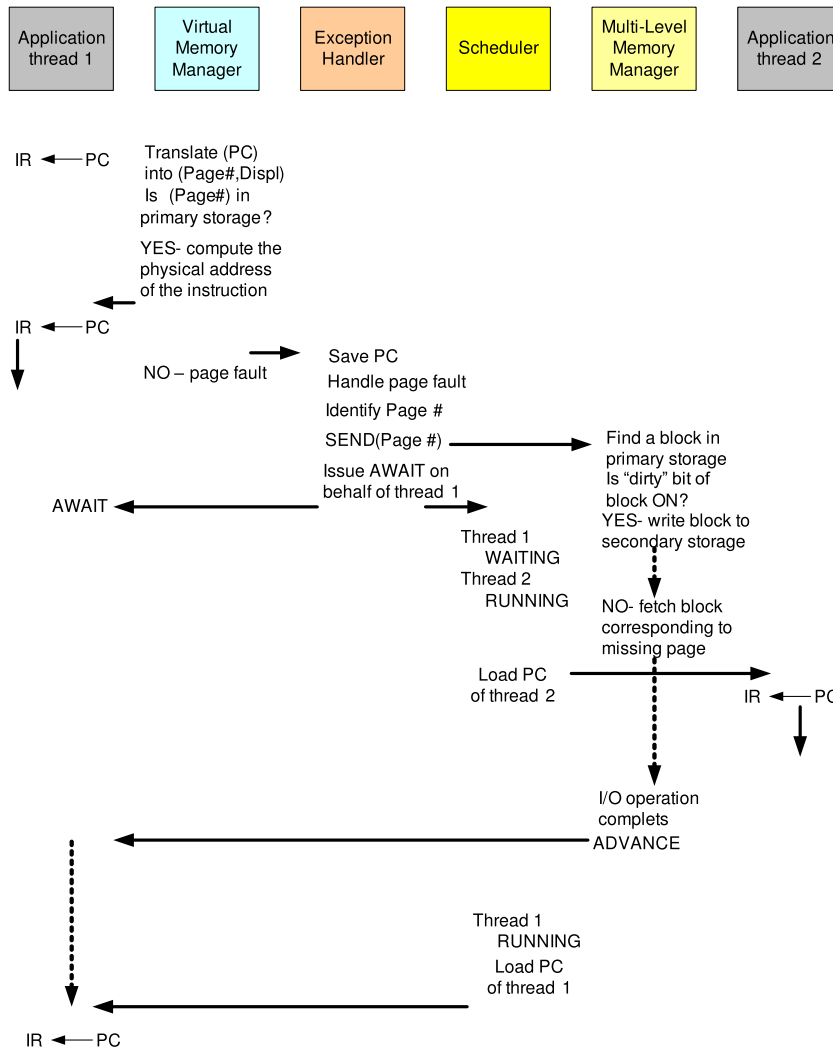 Application
thread 1
Virtual
Memory
Manager
Exception
Handler
Scheduler
Multi-Level
Memory
Manager
Application
thread 2
IR
PC
Translate (PC)
into (Page#,Displ)
Is (Page#) in
primary storage?
YES- compute the
physical address
of the instruction
IR
PC
NO – page fault
Save PC
Handle page fault
Identify Page #
SEND(Page #)
Issue AWAIT on
behalf of thread 1
AWAIT
Find a block in
primary storage
Is “dirty” bit of
block ON?
YES- write block to
secondary storage
Thread 1
WAITING
Thread 2
RUNNING
NO- fetch block
corresponding to
missing page
Load PC
of thread 2
IR
PC
I/O operation
complets
ADVANCE
Thread 1
RUNNING
Load PC
of thread 1
IR
PC